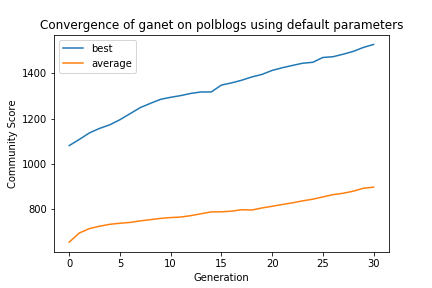 Convergence of ganet on polblogs using default parameters
best
average
Community Score
1400
1200
1000
800
0
5
10
15
20
25
30
Generation